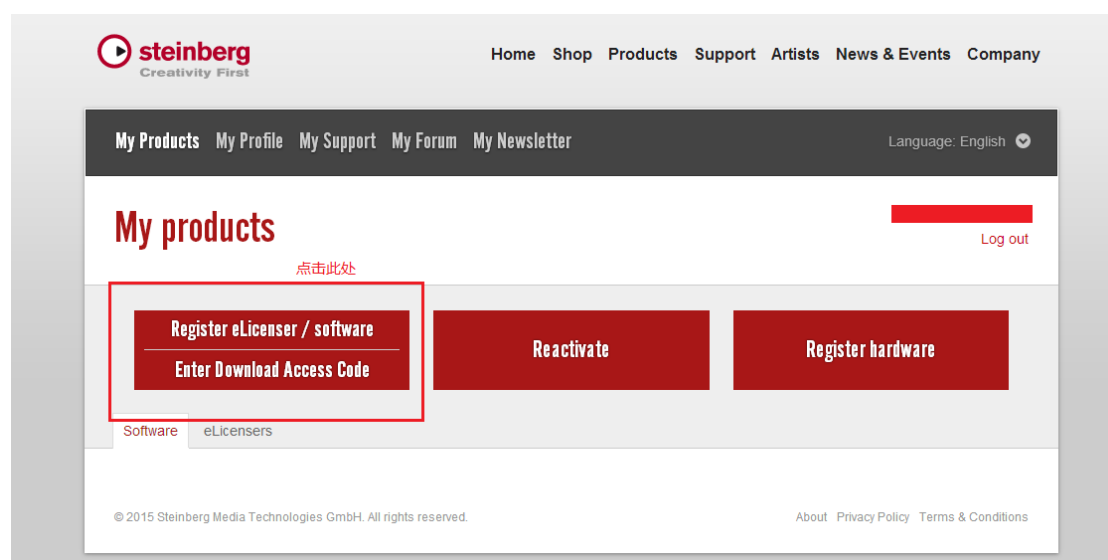 steinberg
Creativity First
Home Shop Products Support Artists News & Events Company
My Products My Profile My Support My Forum My Newsletter
Language: English
My products
Log out
点击此处
Register eLicenser / software
Enter Download Access Code
Reactivate
Register hardware
Software eLicensers
© 2015 Steinberg Media Technologies GmbH. All rights reserved.
About Privacy Policy Terms & Conditions